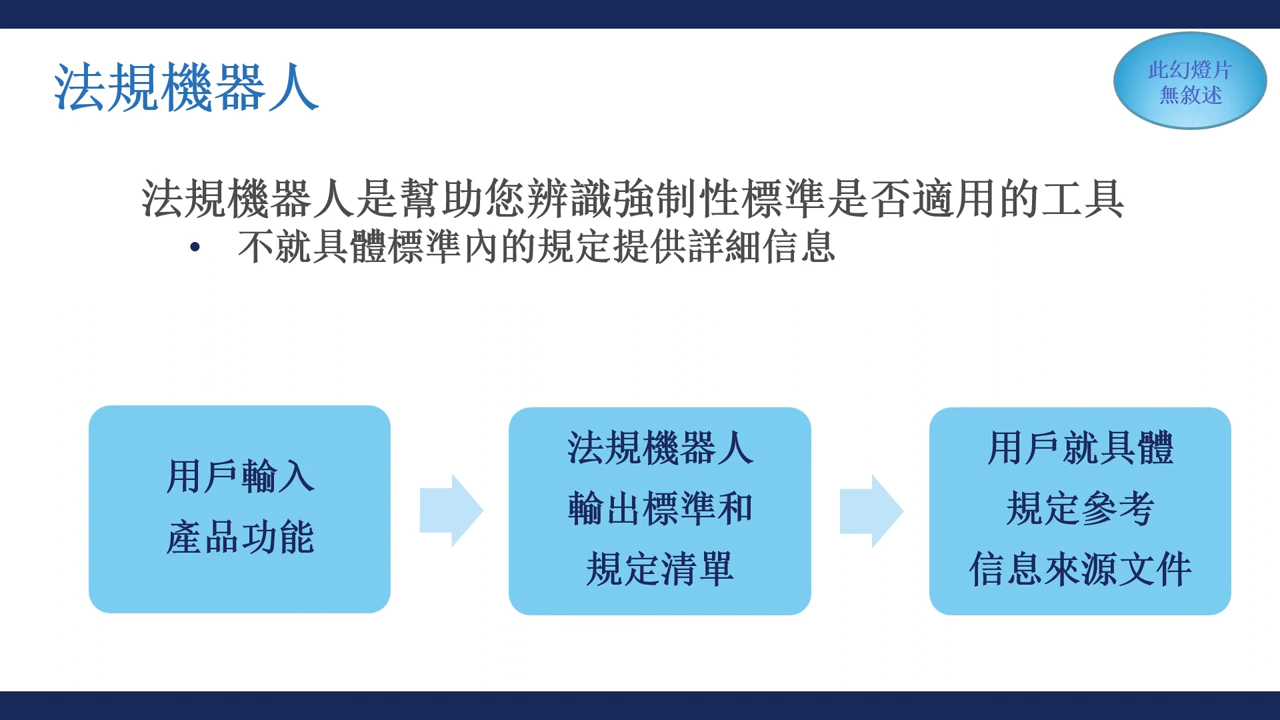 法規機器人
此幻燈片
無敘述
法規機器人是幫助您辨識強制性標準是否適用的工具
• 不就具體標準內的規定提供詳細信息
用戶輸入
產品功能
法規機器人
輸出標準和
規定清單
用戶就具體
規定參考
信息來源文件